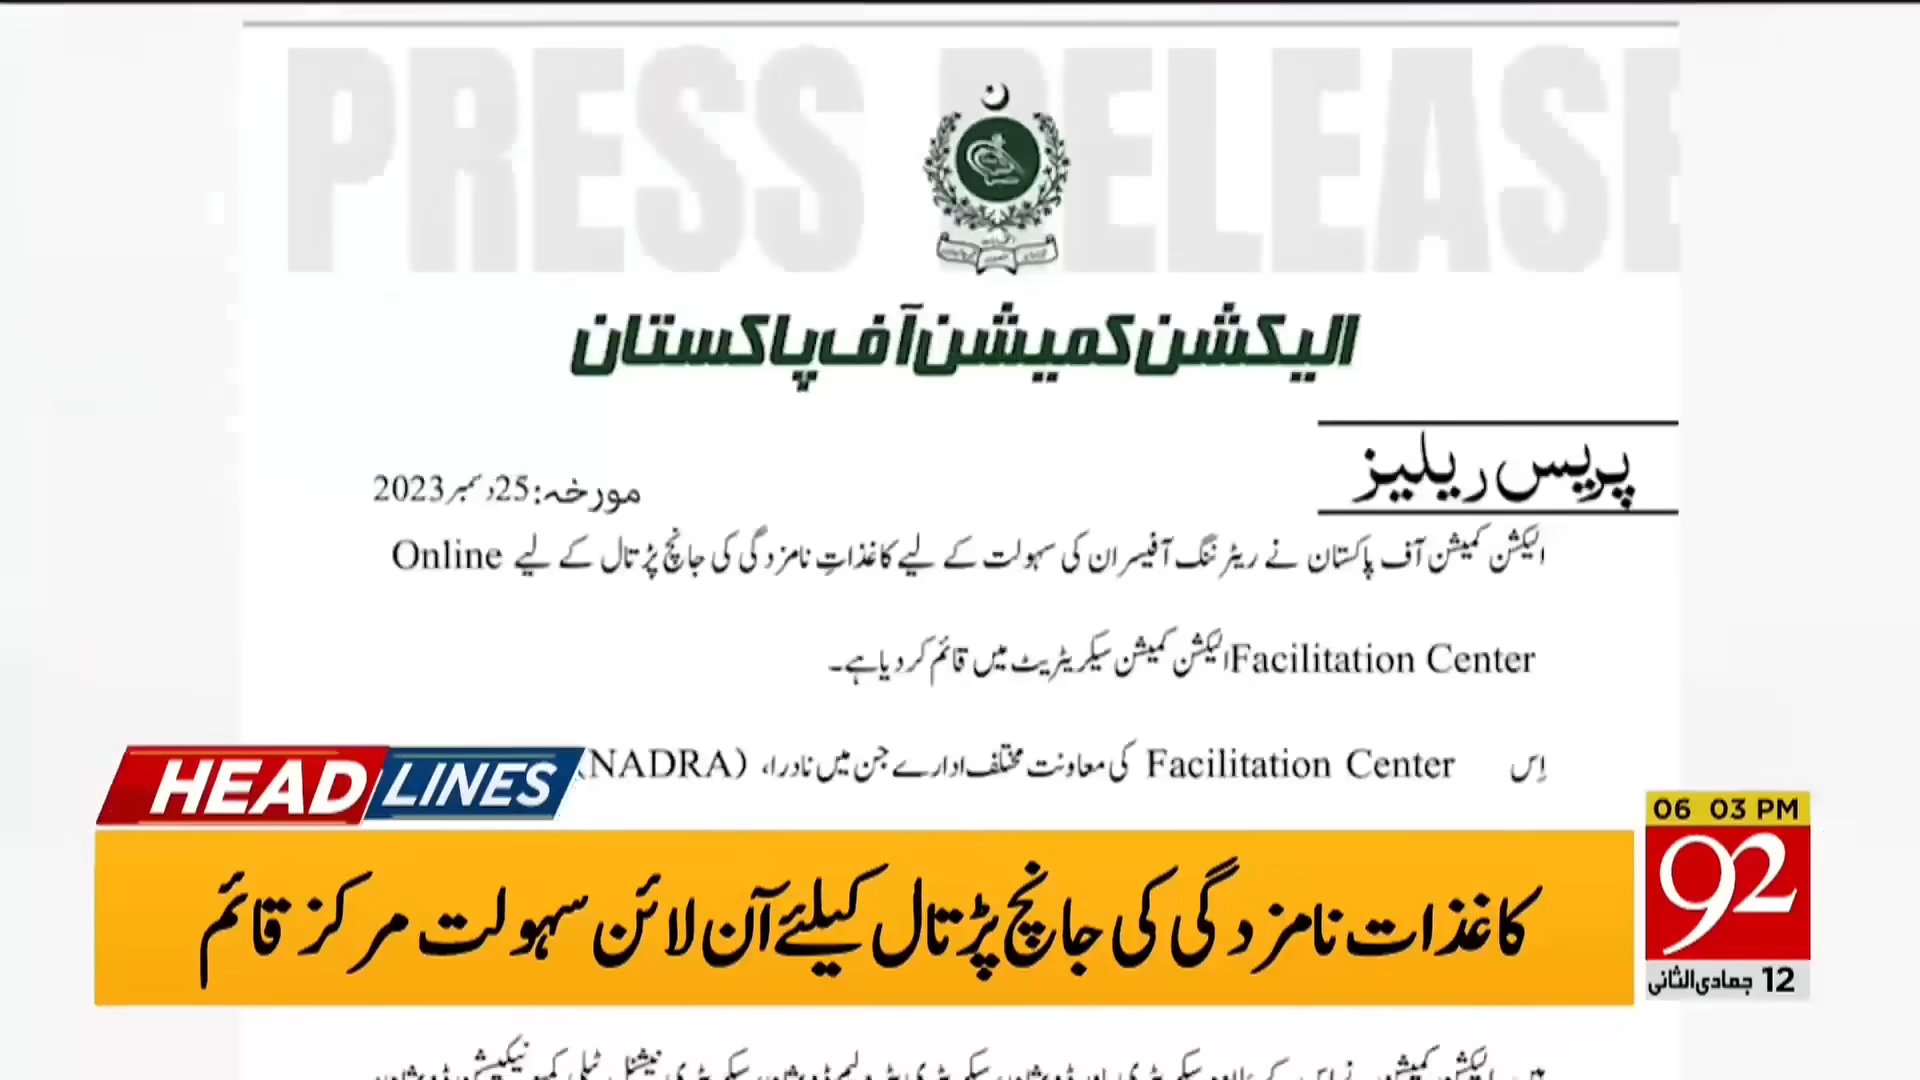 PRESS RELEASE
الیکشن کمیشن آف پاکستان
پریس ریلیز
مورخہ: 25 دسمبر 2023
الیکشن کمیشن آف پاکستان نے ریٹرننگ آفیسران کی سہولت کے لیے کاغذاتِ نامزدگی کی جانچ پڑتال کے لیے Online
Facilitation Center الیکشن کمیشن سیکریٹریٹ میں قائم کردیا ہے۔
اِس Facilitation Center کی معاونت مختلف ادارے جن میں نادرا، (NADRA)
HEADLINES
06 03 PM
92
کاغذات نامزدگی کی جانچ پڑتال کیلئے آن لائن سہولت مرکز قائم
12 جمادی الثانی